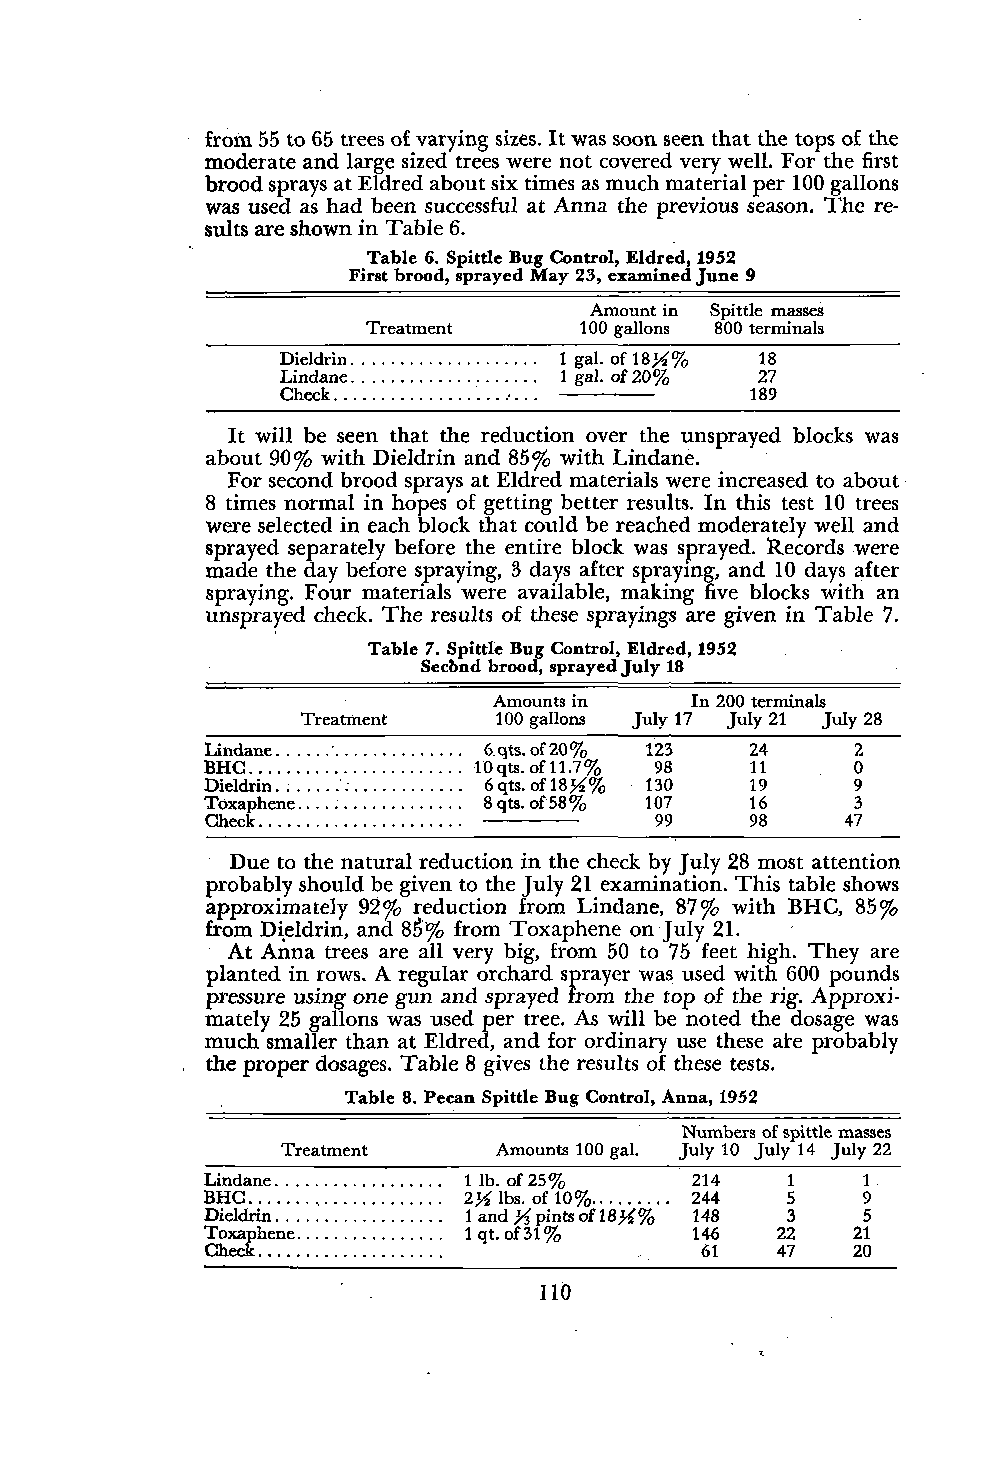 from 55 to 65 trees of varying sizes. It was soon seen that the tops of the
moderate and large sized trees were not covered very well. For the first
brood sprays at Eldred about six times as much material per 100 gallons
was used as had been successful at Anna the previous season. The re-
sults are shown in Table 6.
Table 6. Spittle Bug Control, Eldred, 1952
First brood, sprayed May 23, examined June 9
Amount in Spittle masses
Treatment 100 gallons 800 terminals
Dieldrin.................... 1 gal. of 18½% 18
Lindane.................... 1 gal. of 20% 27
Check...................... ——— 189
It will be seen that the reduction over the unsprayed blocks was
about 90% with Dieldrin and 85% with Lindane.
For second brood sprays at Eldred materials were increased to about
8 times normal in hopes of getting better results. In this test 10 trees
were selected in each block that could be reached moderately well and
sprayed separately before the entire block was sprayed. Records were
made the day before spraying, 3 days after spraying, and 10 days after
spraying. Four materials were available, making five blocks with an
unsprayed check. The results of these sprayings are given in Table 7.
Table 7. Spittle Bug Control, Eldred, 1952
Second brood, sprayed July 18
Amounts in In 200 terminals
Treatment 100 gallons July 17 July 21 July 28
Lindane.................... 6 qts. of 20% 123 24 2
BHC....................... 10 qts. of 11.7% 98 11 0
Dieldrin.................... 6 qts. of 18½% 130 19 9
Toxaphene.................. 8 qts. of 58% 107 16 3
Check...................... ——— 99 98 47
Due to the natural reduction in the check by July 28 most attention
probably should be given to the July 21 examination. This table shows
approximately 92% reduction from Lindane, 87% with BHC, 85%
from Dieldrin, and 85% from Toxaphene on July 21.
At Anna trees are all very big, from 50 to 75 feet high. They are
planted in rows. A regular orchard sprayer was used with 600 pounds
pressure using one gun and sprayed from the top of the rig. Approxi-
mately 25 gallons was used per tree. As will be noted the dosage was
much smaller than at Eldred, and for ordinary use these are probably
the proper dosages. Table 8 gives the results of these tests.
Table 8. Pecan Spittle Bug Control, Anna, 1952
Numbers of spittle masses
Treatment Amounts 100 gal. July 10 July 14 July 22
Lindane.................. 1 lb. of 25% 214 1 1
BHC..................... 2½ lbs. of 10%......... 244 5 9
Dieldrin.................. 1 and ⅓ pints of 18½% 148 3 5
Toxaphene................ 1 qt. of 31% 146 22 21
Check.................... 61 47 20
110